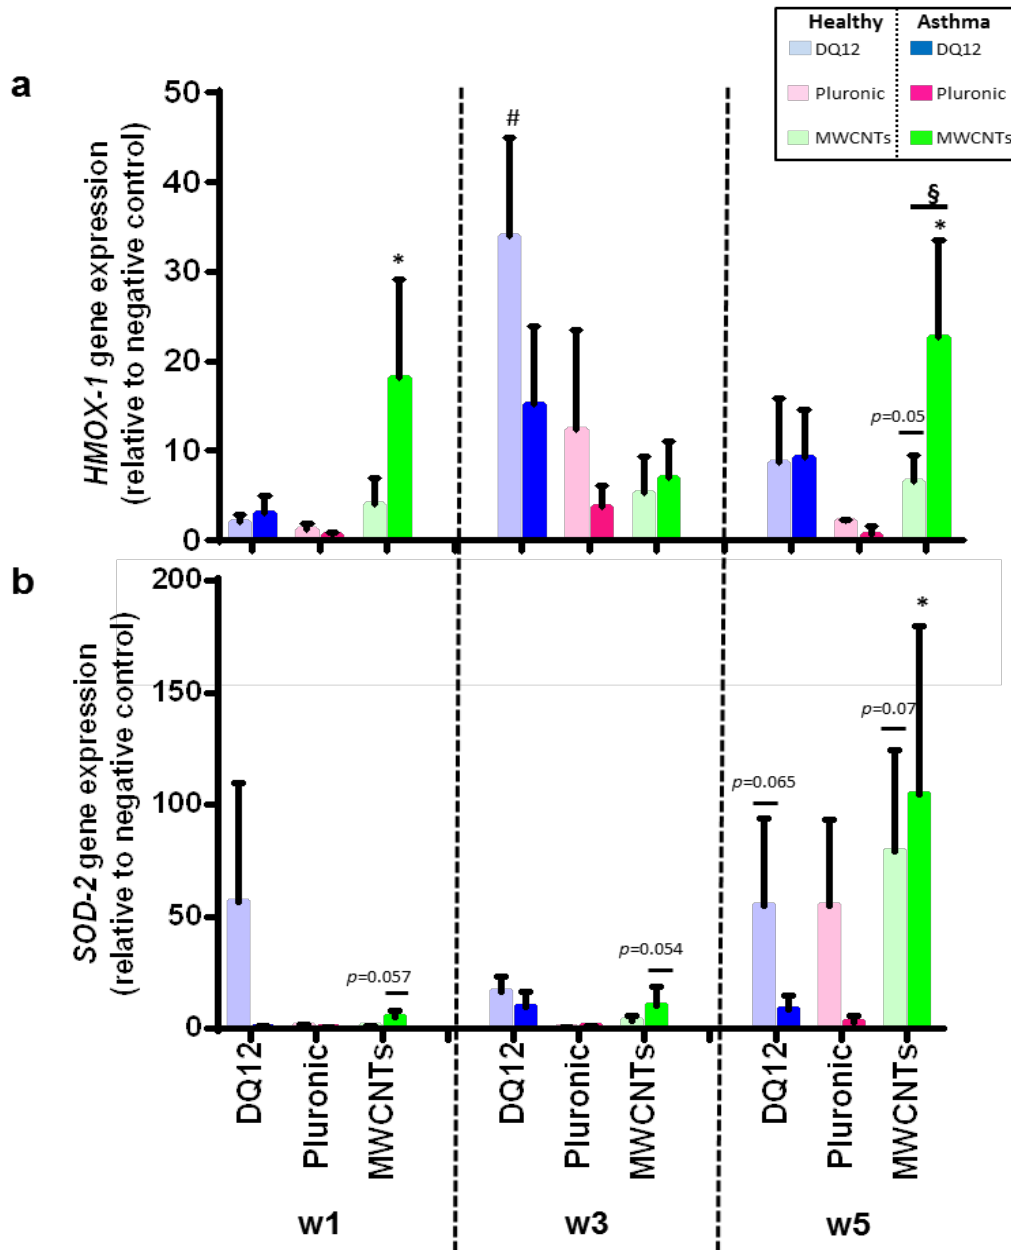 Healthy Asthma
DQ12 DQ12
Pluronic Pluronic
MWCNTs MWCNTs
a
HMOX-1 gene expression
(relative to negative control)
50
40
30
20
10
0
*
#
§
*
p=0.05
b
SOD-2 gene expression
(relative to negative control)
200
150
100
50
0
*
p=0.07
p=0.065
p=0.057
p=0.054
DQ12 Pluronic MWCNTs DQ12 Pluronic MWCNTs DQ12 Pluronic MWCNTs
w1 w3 w5